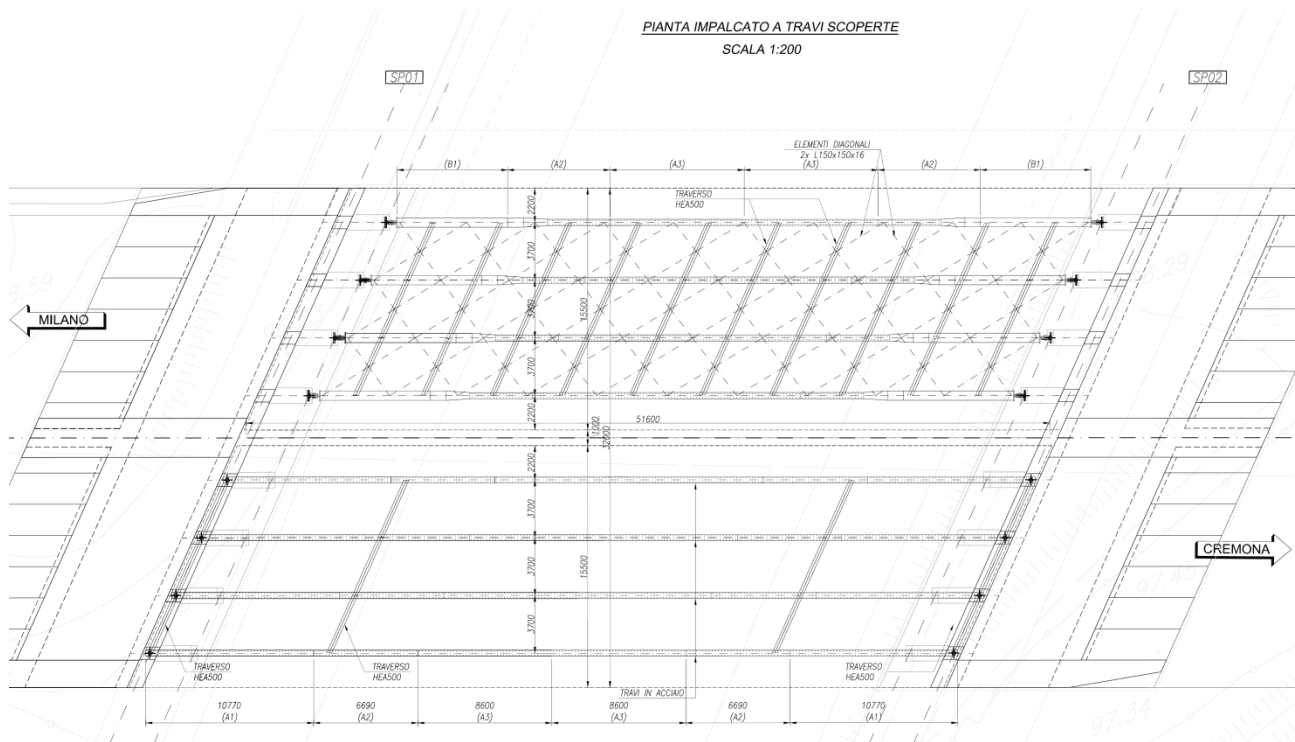 PIANTA IMPALCATO A TRAVI SCOPERTE
SCALA 1:200
SP01
SP02
ELEMENTI DIAGONALI
2x L150x150x16
(B1)
(A2)
(A3)
(A3)
(A2)
(B1)
TRAVERSO
HEA500
2200
3700
3700
3700
2200
15500
MILANO
51600
1000
32000
2200
3700
3700
3700
15500
CREMONA
TRAVERSO
HEA500
TRAVERSO
HEA500
TRAVERSO
HEA500
TRAVI IN ACCIAIO
10770
(A1)
6690
(A2)
8600
(A3)
8600
(A3)
6690
(A2)
10770
(A1)
97.34